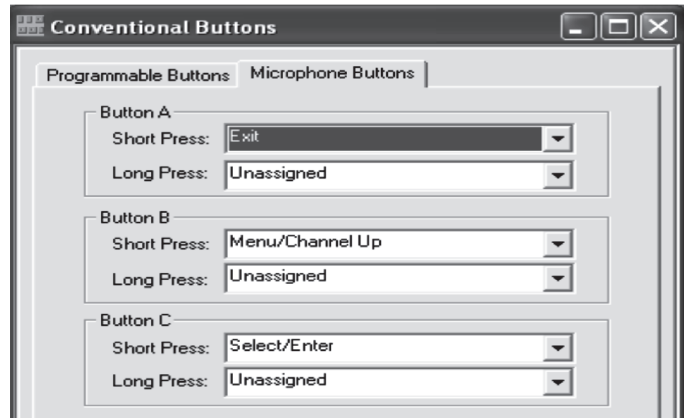 Conventional Buttons
Programmable Buttons Microphone Buttons
Button A
Short Press: Exit
Long Press: Unassigned
Button B
Short Press: Menu/Channel Up
Long Press: Unassigned
Button C
Short Press: Select/Enter
Long Press: Unassigned